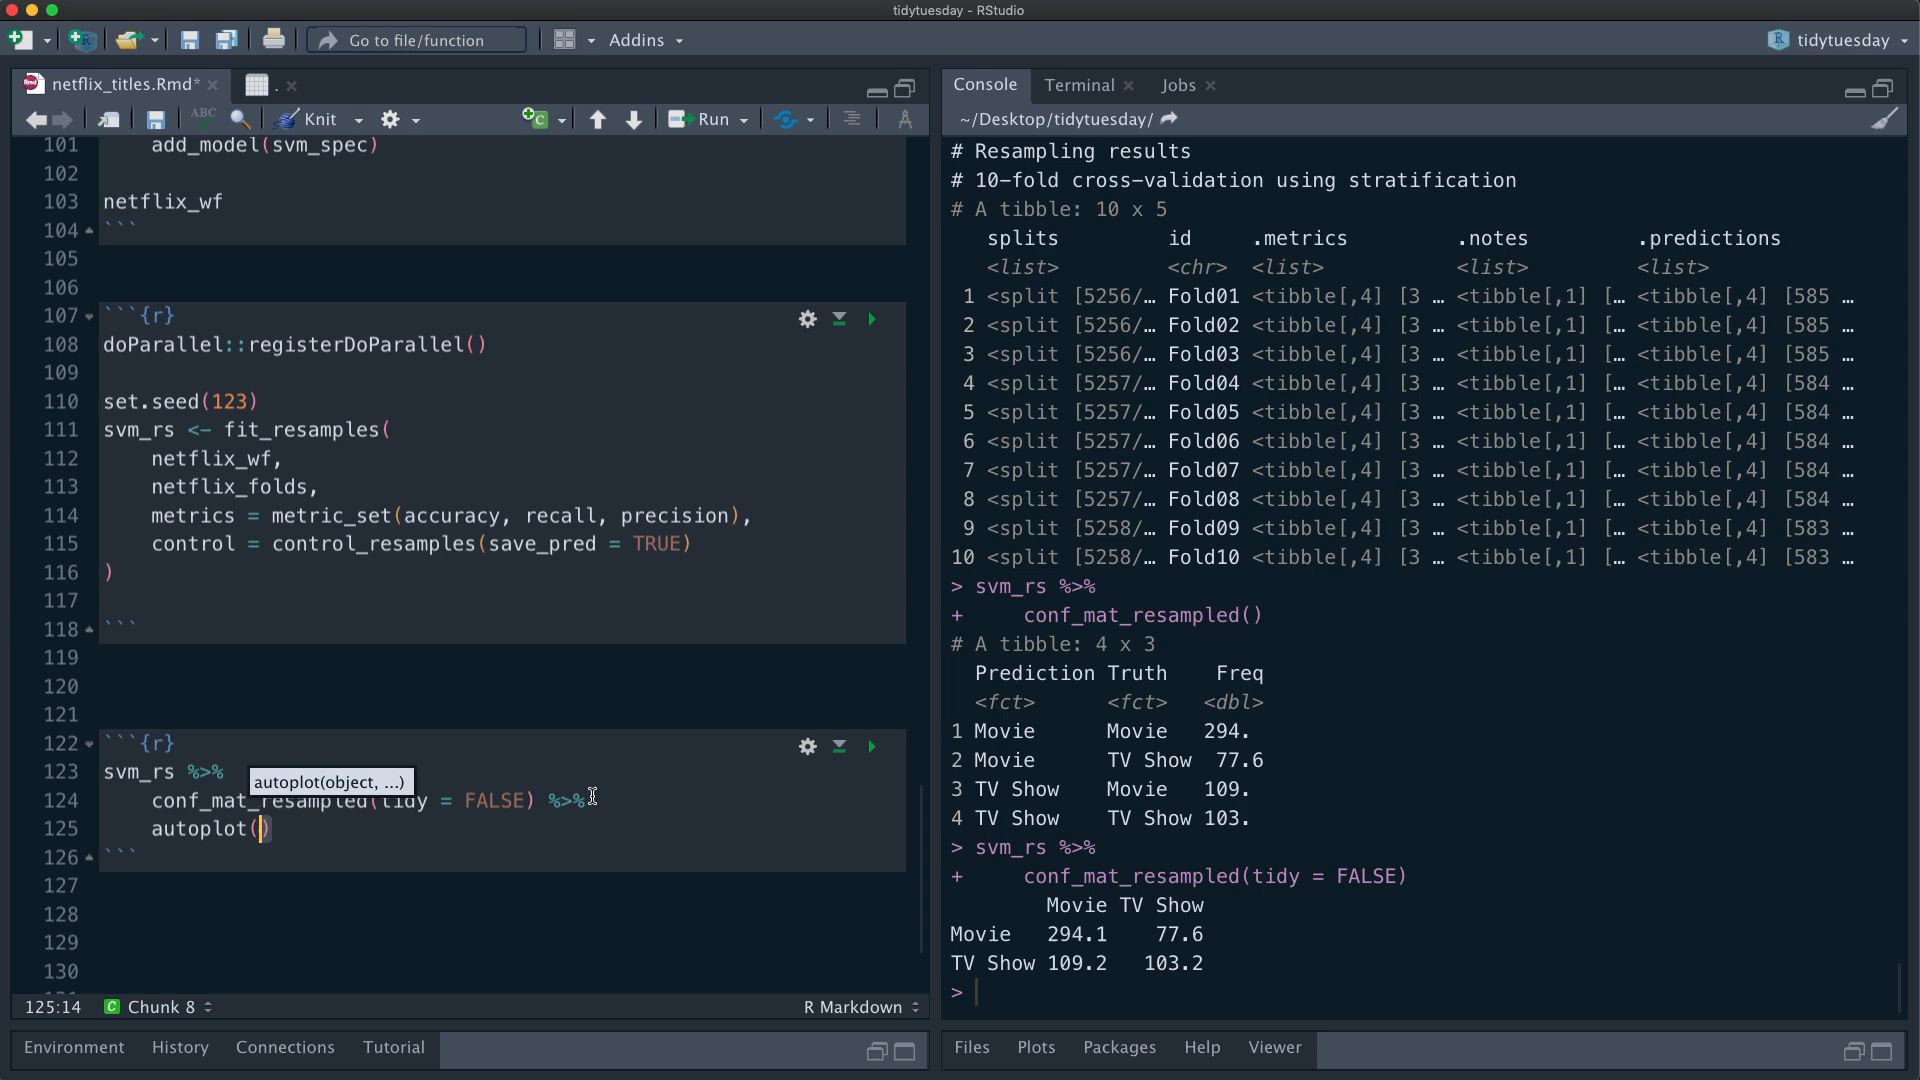 tidytuesday - RStudio
Go to file/function
Addins
tidytuesday
netflix_titles.Rmd*
.
ABC
Knit
Run
101 add_model(svm_spec)
102
103 netflix_wf
104 ```
105
106
107 ```{r}
108 doParallel::registerDoParallel()
109
110 set.seed(123)
111 svm_rs <- fit_resamples(
112 netflix_wf,
113 netflix_folds,
114 metrics = metric_set(accuracy, recall, precision),
115 control = control_resamples(save_pred = TRUE)
116 )
117
118 ```
119
120
121
122 ```{r}
123 svm_rs %>%
autoplot(object, ...)
124 conf_mat_resampled(tidy = FALSE) %>%
125 autoplot()
126 ```
127
128
129
130
125:14 Chunk 8 R Markdown
Environment History Connections Tutorial
Console Terminal Jobs
~/Desktop/tidytuesday/
# Resampling results
# 10-fold cross-validation using stratification
# A tibble: 10 x 5
splits id .metrics .notes .predictions
<list> <chr> <list> <list> <list>
1 <split [5256/… Fold01 <tibble[,4] [3 … <tibble[,1] [… <tibble[,4] [585 …
2 <split [5256/… Fold02 <tibble[,4] [3 … <tibble[,1] [… <tibble[,4] [585 …
3 <split [5256/… Fold03 <tibble[,4] [3 … <tibble[,1] [… <tibble[,4] [585 …
4 <split [5257/… Fold04 <tibble[,4] [3 … <tibble[,1] [… <tibble[,4] [584 …
5 <split [5257/… Fold05 <tibble[,4] [3 … <tibble[,1] [… <tibble[,4] [584 …
6 <split [5257/… Fold06 <tibble[,4] [3 … <tibble[,1] [… <tibble[,4] [584 …
7 <split [5257/… Fold07 <tibble[,4] [3 … <tibble[,1] [… <tibble[,4] [584 …
8 <split [5257/… Fold08 <tibble[,4] [3 … <tibble[,1] [… <tibble[,4] [584 …
9 <split [5258/… Fold09 <tibble[,4] [3 … <tibble[,1] [… <tibble[,4] [583 …
10 <split [5258/… Fold10 <tibble[,4] [3 … <tibble[,1] [… <tibble[,4] [583 …
> svm_rs %>%
+ conf_mat_resampled()
# A tibble: 4 x 3
Prediction Truth Freq
<fct> <fct> <dbl>
1 Movie Movie 294.
2 Movie TV Show 77.6
3 TV Show Movie 109.
4 TV Show TV Show 103.
> svm_rs %>%
+ conf_mat_resampled(tidy = FALSE)
Movie TV Show
Movie 294.1 77.6
TV Show 109.2 103.2
>
Files Plots Packages Help Viewer